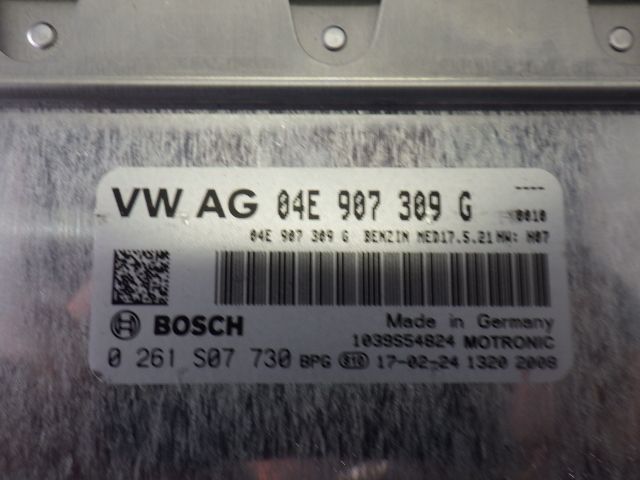 ----
VW AG 04E 907 309 G 0010
04E 907 309 G BENZIN MED17.5.21 HW: H07
BOSCH
Made in Germany
1039S54824 MOTRONIC
0 261 S07 730 BPG 810 17-02-24 1320 2008